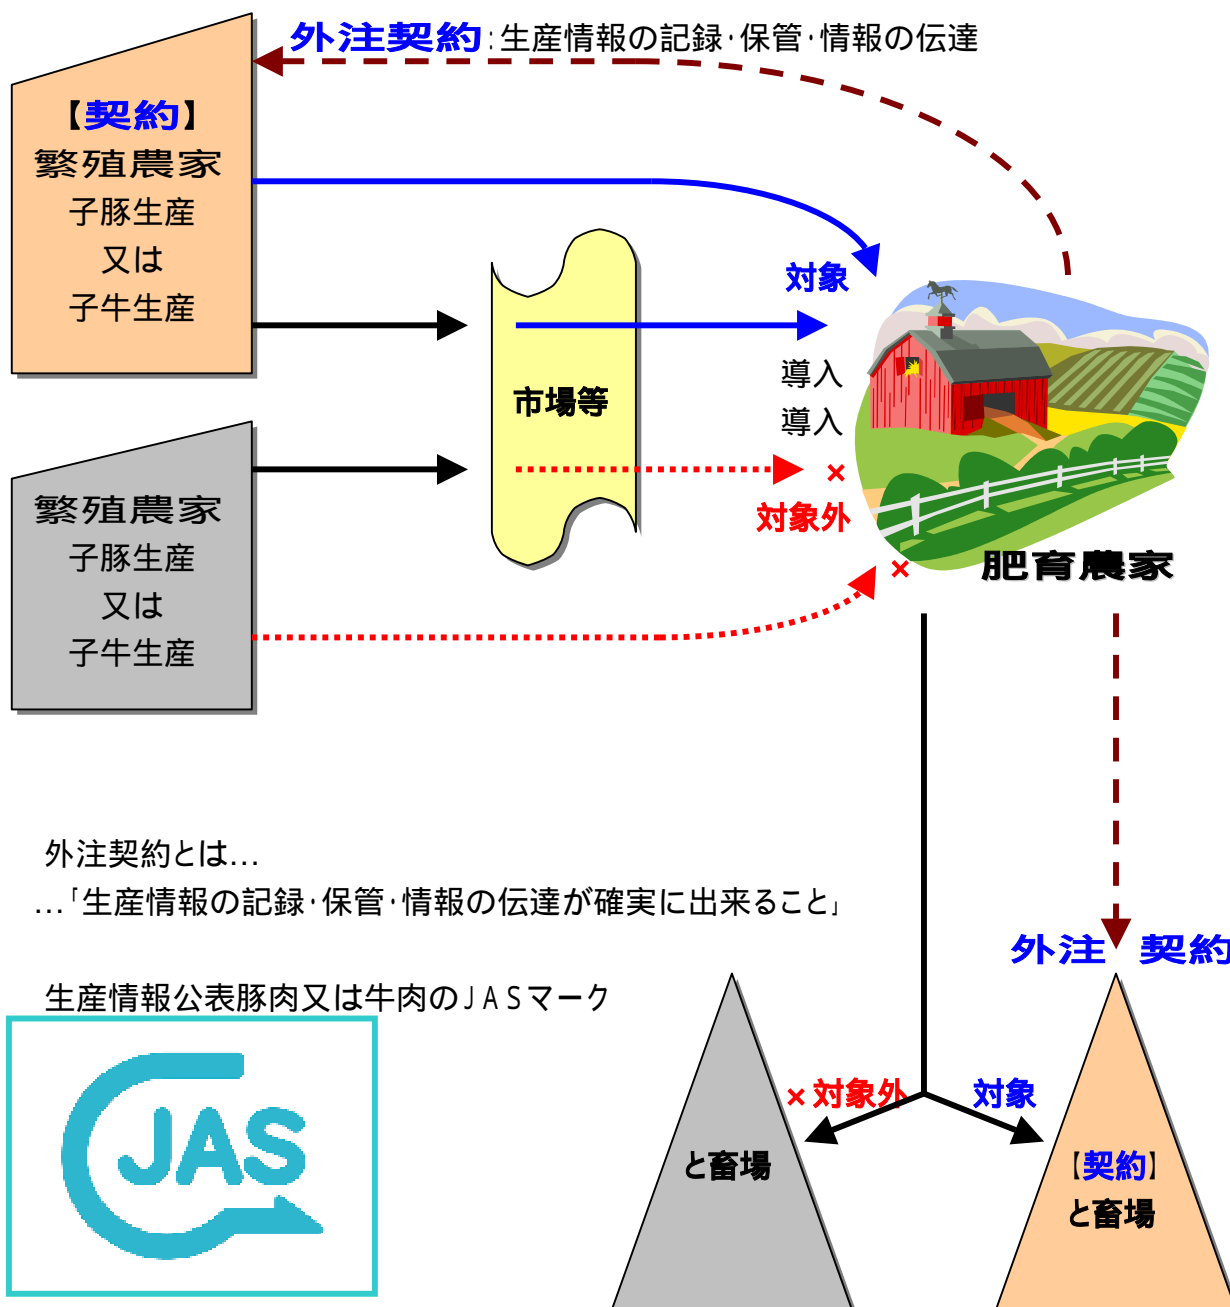 外注契約:生産情報の記録・保管・情報の伝達
【契約】
繁殖農家
子豚生産
又は
子牛生産
対象
導入
市場等
導入
×
対象外
繁殖農家
子豚生産
又は
子牛生産
×
肥育農家
外注契約とは…
…「生産情報の記録・保管・情報の伝達が確実に出来ること」
外注 契約
生産情報公表豚肉又は牛肉のJASマーク
JAS
×対象外
対象
と畜場
【契約】
と畜場